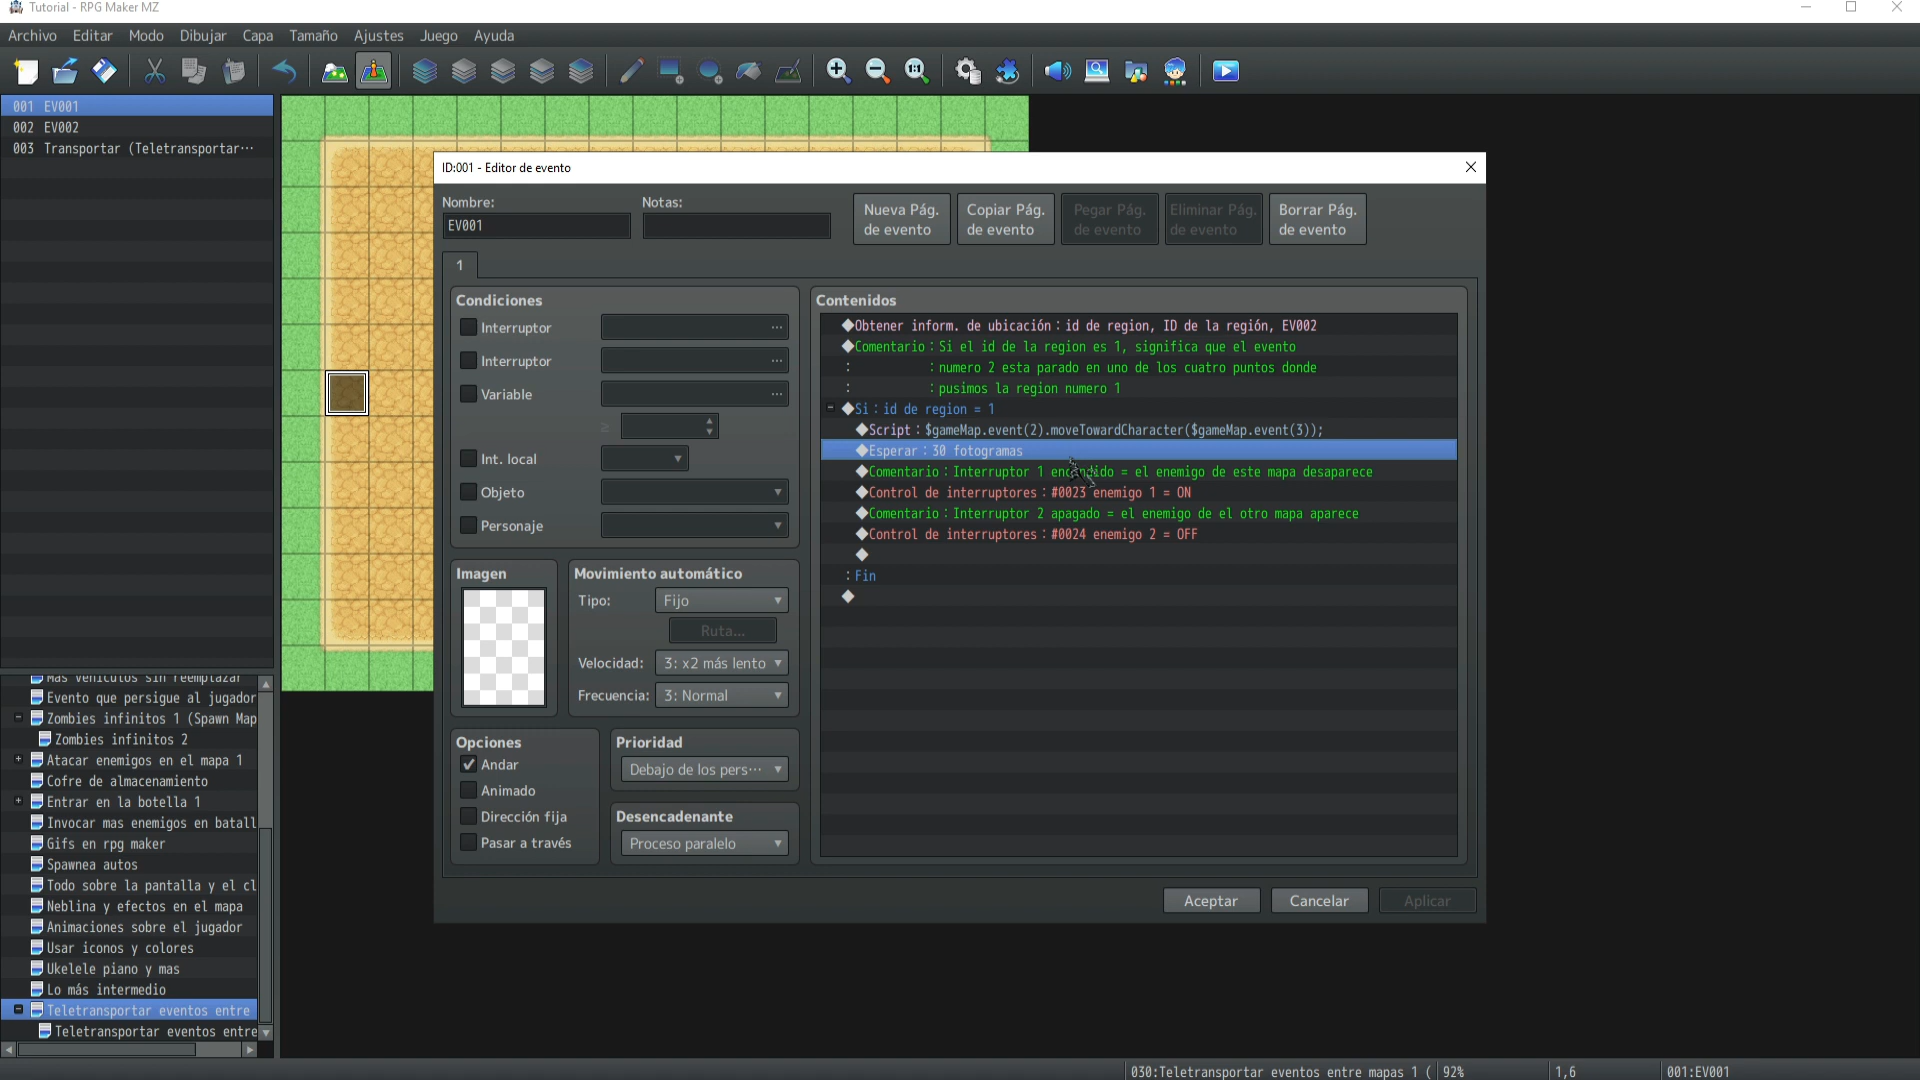 Tutorial - RPG Maker MZ
Archivo Editar Modo Dibujar Capa Tamaño Ajustes Juego Ayuda
1:1
001 EV001
002 EV002
003 Transportar (Teletransportar···
ID:001 - Editor de evento
Nombre:
EV001
Notas:
Nueva Pág. de evento
Copiar Pág. de evento
Pegar Pág. de evento
Eliminar Pág. de evento
Borrar Pág. de evento
1
Condiciones
Interruptor ...
Interruptor ...
Variable ...
≥
Int. local
Objeto
Personaje
Imagen
Movimiento automático
Tipo: Fijo
Ruta...
Velocidad: 3: x2 más lento
Frecuencia: 3: Normal
Opciones
Andar
Animado
Dirección fija
Pasar a través
Prioridad
Debajo de los pers···
Desencadenante
Proceso paralelo
Contenidos
◆Obtener inform. de ubicación : id de region, ID de la región, EV002
◆Comentario : Si el id de la region es 1, significa que el evento
: : numero 2 esta parado en uno de los cuatro puntos donde
: : pusimos la region numero 1
◆Si : id de region = 1
◆Script : $gameMap.event(2).moveTowardCharacter($gameMap.event(3));
◆Esperar : 30 fotogramas
◆Comentario : Interruptor 1 encendido = el enemigo de este mapa desaparece
◆Control de interruptores : #0023 enemigo 1 = ON
◆Comentario : Interruptor 2 apagado = el enemigo de el otro mapa aparece
◆Control de interruptores : #0024 enemigo 2 = OFF
◆
: Fin
◆
Aceptar Cancelar Aplicar
Mas vehiculos sin reemplazar
Evento que persigue al jugador
Zombies infinitos 1 (Spawn Map
Zombies infinitos 2
Atacar enemigos en el mapa 1
Cofre de almacenamiento
Entrar en la botella 1
Invocar mas enemigos en batall
Gifs en rpg maker
Spawnea autos
Todo sobre la pantalla y el cl
Neblina y efectos en el mapa
Animaciones sobre el jugador
Usar iconos y colores
Ukelele piano y mas
Lo más intermedio
Teletransportar eventos entre
Teletransportar eventos entre
030:Teletransportar eventos entre mapas 1 ( 92% 1,6 001:EV001